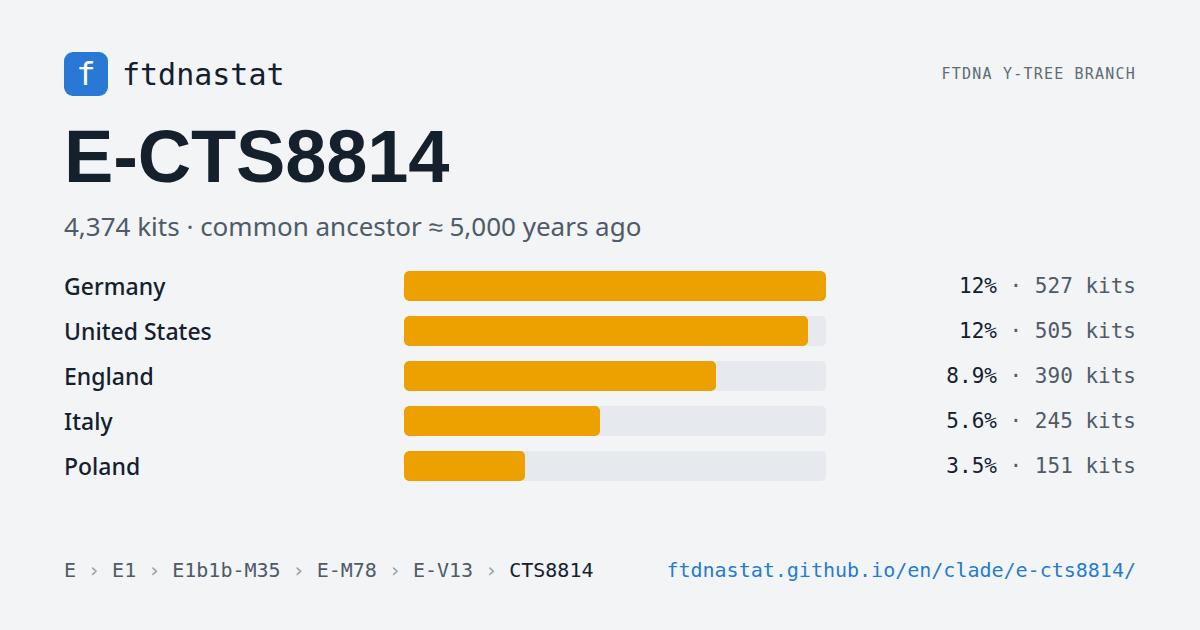 f ftdnastat
FTDNA Y-TREE BRANCH
E-CTS8814
4,374 kits · common ancestor ≈ 5,000 years ago
Germany 12% · 527 kits
United States 12% · 505 kits
England 8.9% · 390 kits
Italy 5.6% · 245 kits
Poland 3.5% · 151 kits
E › E1 › E1b1b-M35 › E-M78 › E-V13 › CTS8814
ftdnastat.github.io/en/clade/e-cts8814/